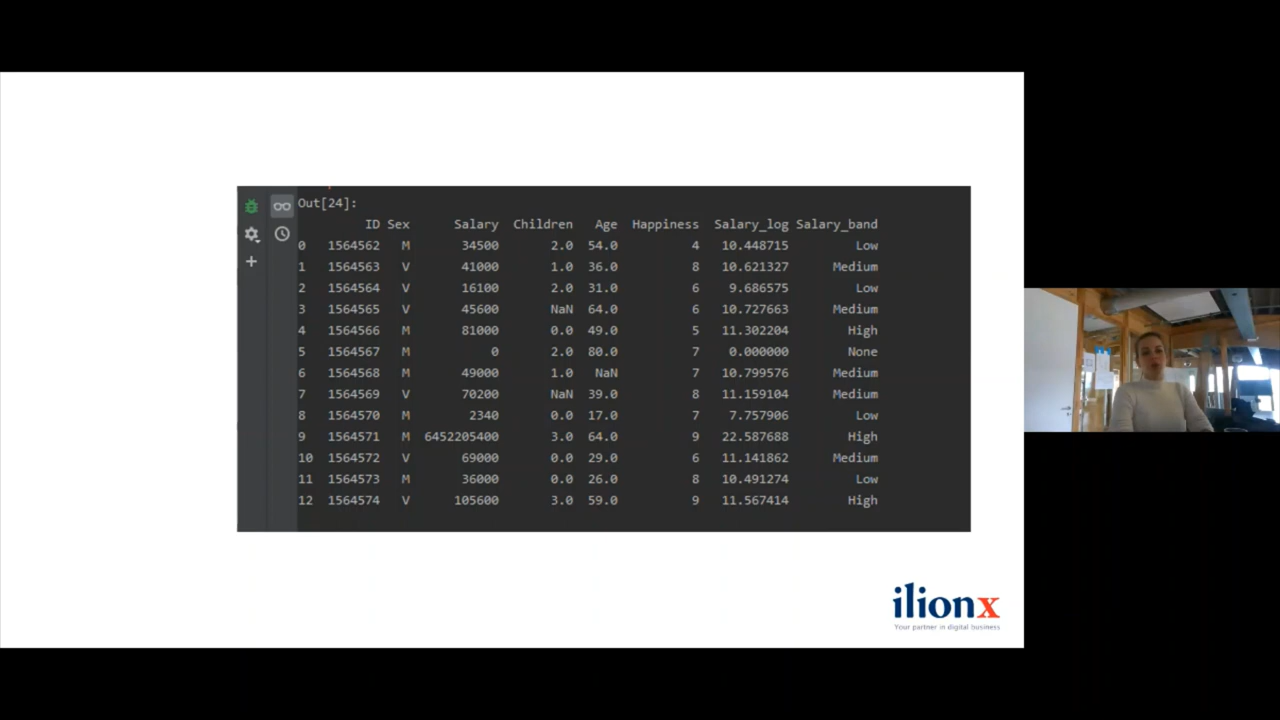 Out[24]:
ID Sex Salary Children Age Happiness Salary_log Salary_band
0 1564562 M 34500 2.0 54.0 4 10.448715 Low
1 1564563 V 41000 1.0 36.0 8 10.621327 Medium
2 1564564 V 16100 2.0 31.0 6 9.686575 Low
3 1564565 V 45600 NaN 64.0 6 10.727663 Medium
4 1564566 M 81000 0.0 49.0 5 11.302204 High
5 1564567 M 0 2.0 80.0 7 0.000000 None
6 1564568 M 49000 1.0 NaN 7 10.799576 Medium
7 1564569 V 70200 NaN 39.0 8 11.159104 Medium
8 1564570 M 2340 0.0 17.0 7 7.757906 Low
9 1564571 M 6452205400 3.0 64.0 9 22.587688 High
10 1564572 V 69000 0.0 29.0 6 11.141862 Medium
11 1564573 M 36000 0.0 26.0 8 10.491274 Low
12 1564574 V 105600 3.0 59.0 9 11.567414 High
ilionx
Your partner in digital business